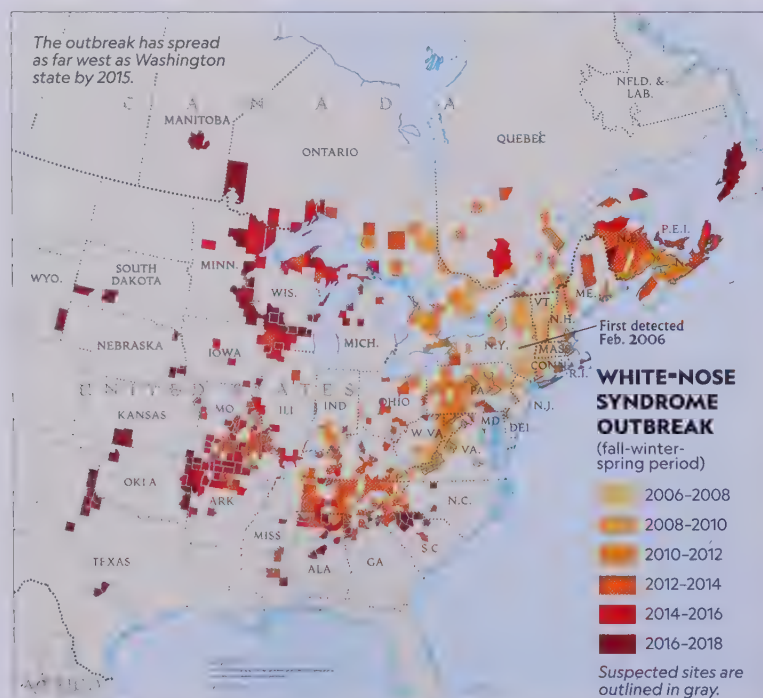 The outbreak has spread
as far west as Washington
state by 2015.
CANADA
NFLD. &
LAB.
MANITOBA
ONTARIO
QUEBEC
P.E.I.
N.B.
MINN.
SOUTH
DAKOTA
WYO.
WIS.
VT.
ME.
N.H.
First detected
Feb. 2006
NEBRASKA
IOWA
MICH.
N.Y.
MASS.
CONN.
R.I.
UNITED STATES
PA.
N.J.
KANSAS
MO.
ILL
IND
OHIO
W VA.
MD
DEL
VA.
OKLA
ARK
N.C.
MISS
ALA
GA
S C
TEXAS
WHITE-NOSE
SYNDROME
OUTBREAK
(fall-winter-
spring period)
2006–2008
2008–2010
2010–2012
2012–2014
2014–2016
2016–2018
Suspected sites are
outlined in gray.